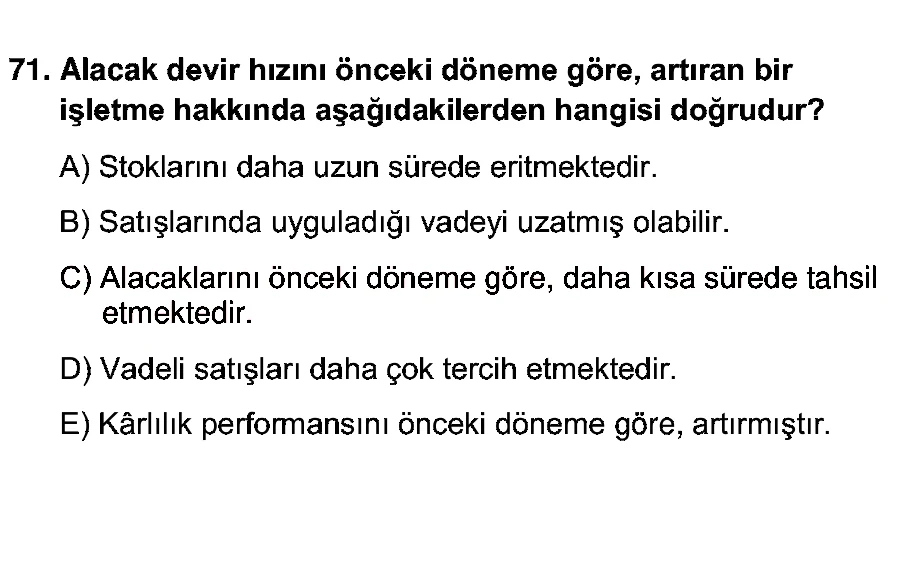 71. Alacak devir hızını önceki döneme göre, artıran bir
işletme hakkında aşağıdakilerden hangisi doğrudur?
A) Stoklarını daha uzun sürede eritmektedir.
B) Satışlarında uyguladığı vadeyi uzatmış olabilir.
C) Alacaklarını önceki döneme göre, daha kısa sürede tahsil
etmektedir.
D) Vadeli satışları daha çok tercih etmektedir.
E) Kârlılık performansını önceki döneme göre, artırmıştır.